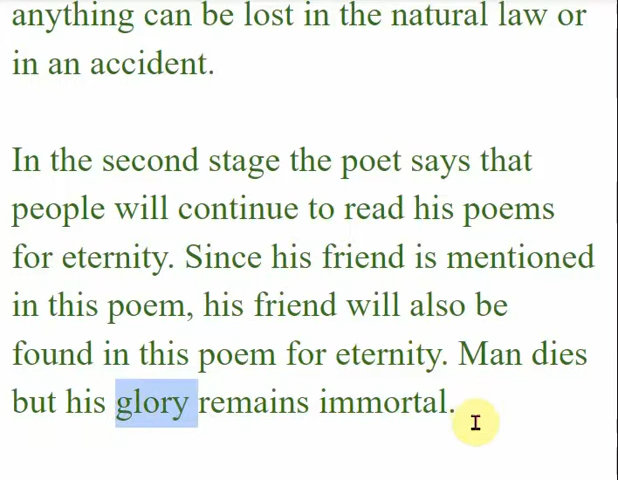 anything can be lost in the natural law or
in an accident.
In the second stage the poet says that
people will continue to read his poems
for eternity. Since his friend is mentioned
in this poem, his friend will also be
found in this poem for eternity. Man dies
but his glory remains immortal.